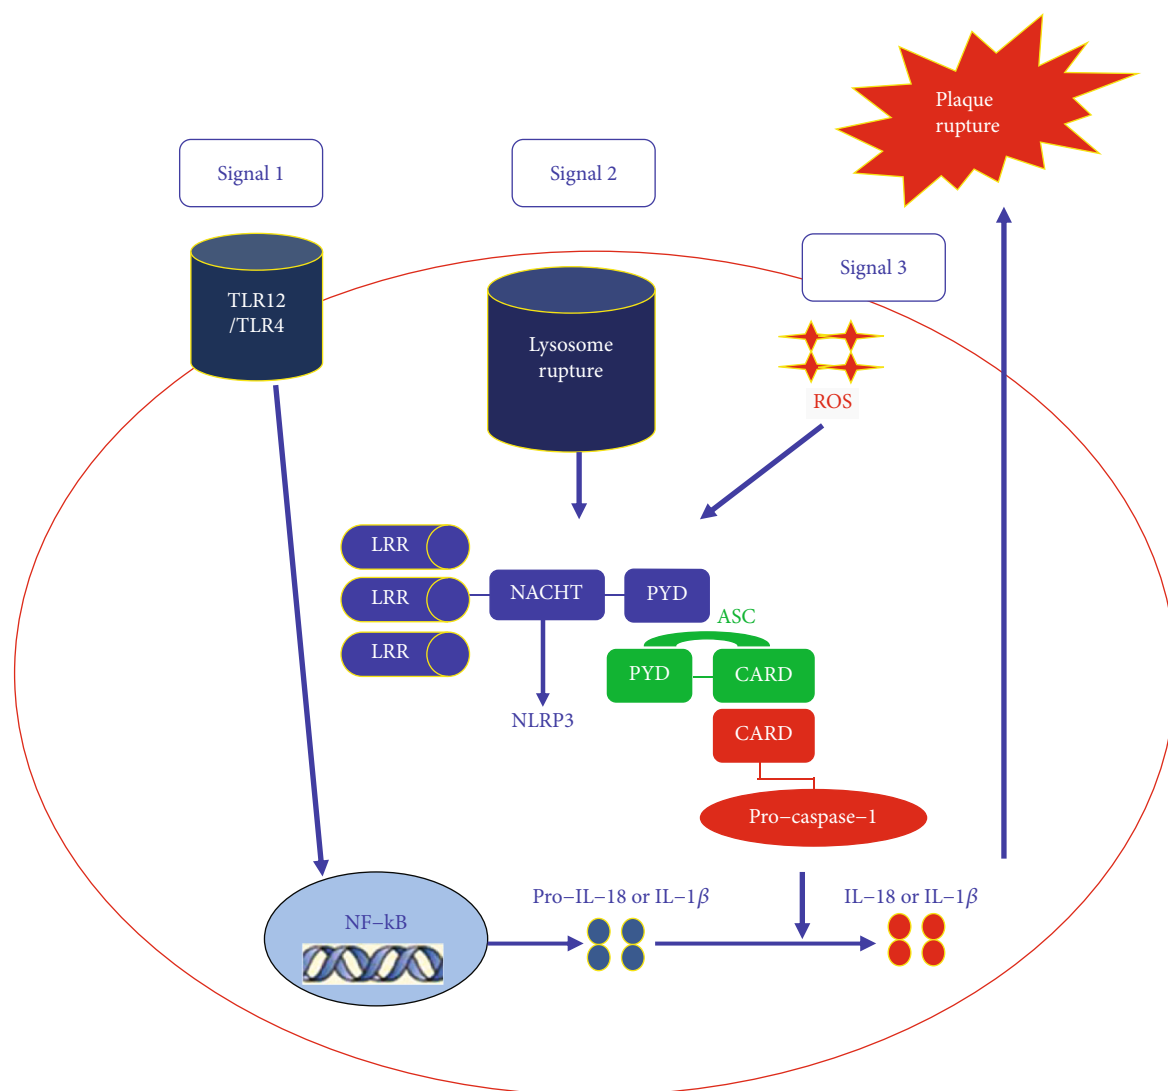 Plaque
rupture
Signal 1
Signal 2
Signal 3
TLR12
/TLR4
Lysosome
rupture
ROS
LRR
LRR
LRR
NACHT
PYD
ASC
PYD
CARD
NLRP3
CARD
Pro−caspase−1
NF−kB
Pro−IL−18 or IL−1β
IL−18 or IL−1β